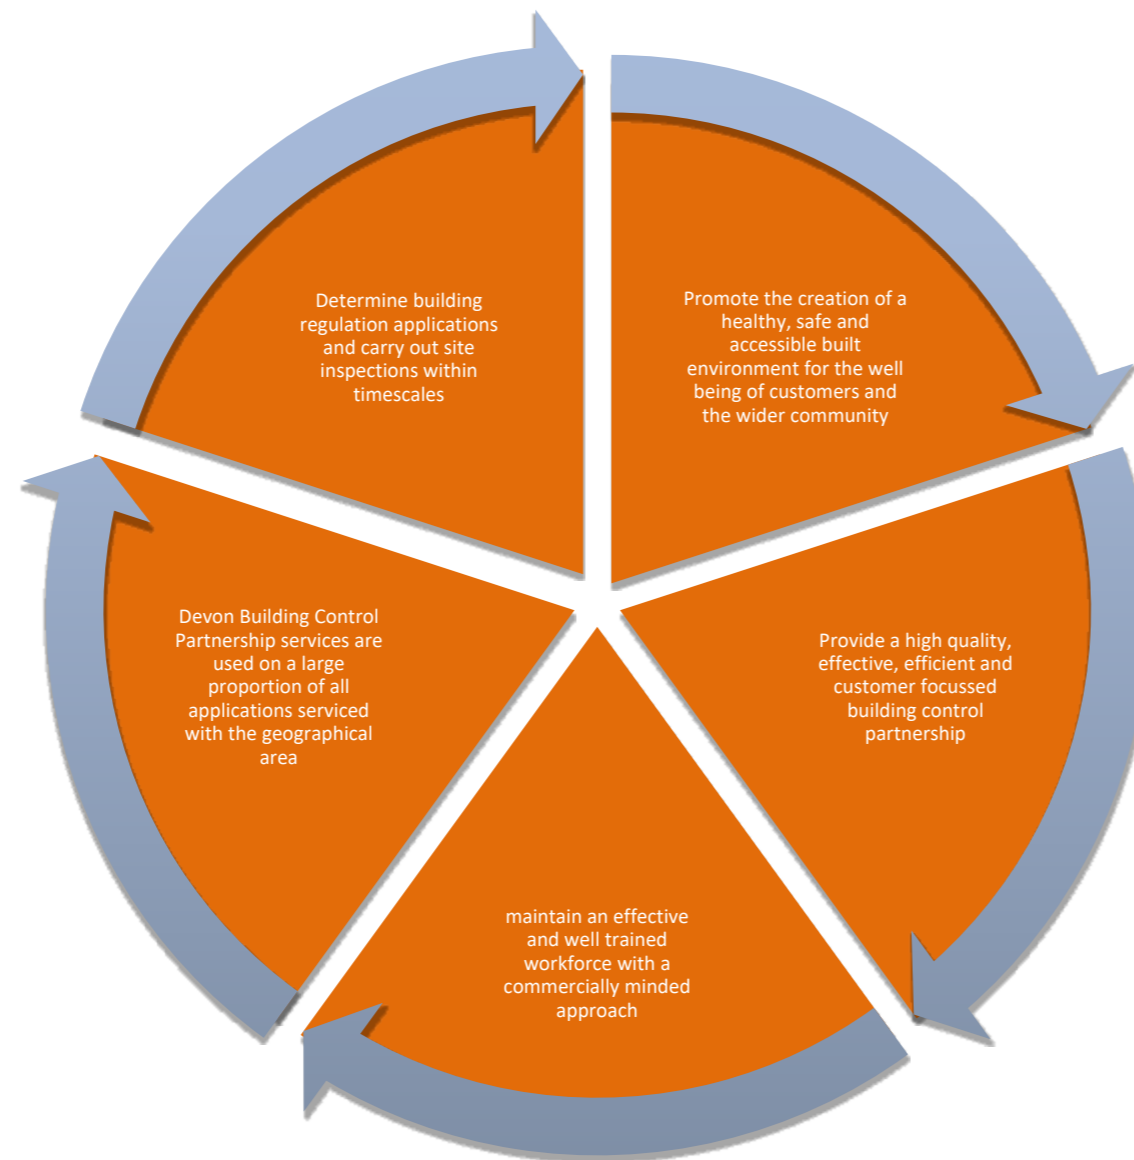 Determine building
regulation applications
and carry out site
inspections within
timescales
Promote the creation of a
healthy, safe and
accessible built
environment for the well
being of customers and
the wider community
Devon Building Control
Partnership services are
used on a large
proportion of all
applications serviced
with the geographical
area
Provide a high quality,
effective, efficient and
customer focussed
building control
partnership
maintain an effective
and well trained
workforce with a
commercially minded
approach